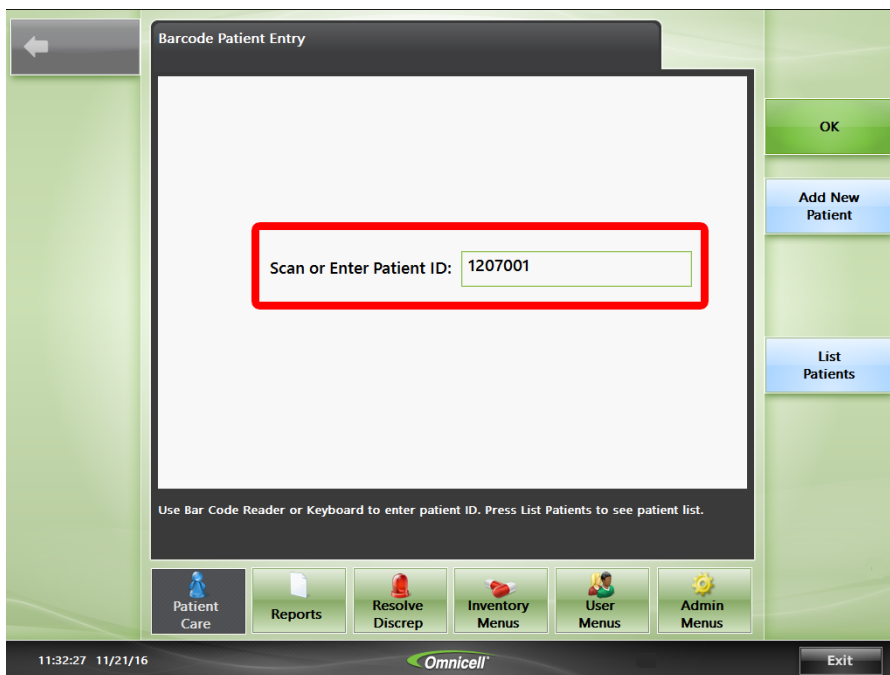 Barcode Patient Entry
OK
Add New
Patient
Scan or Enter Patient ID: 1207001
List
Patients
Use Bar Code Reader or Keyboard to enter patient ID. Press List Patients to see patient list.
Patient
Care
Reports
Resolve
Discrep
Inventory
Menus
User
Menus
Admin
Menus
11:32:27 11/21/16
Omnicell
Exit